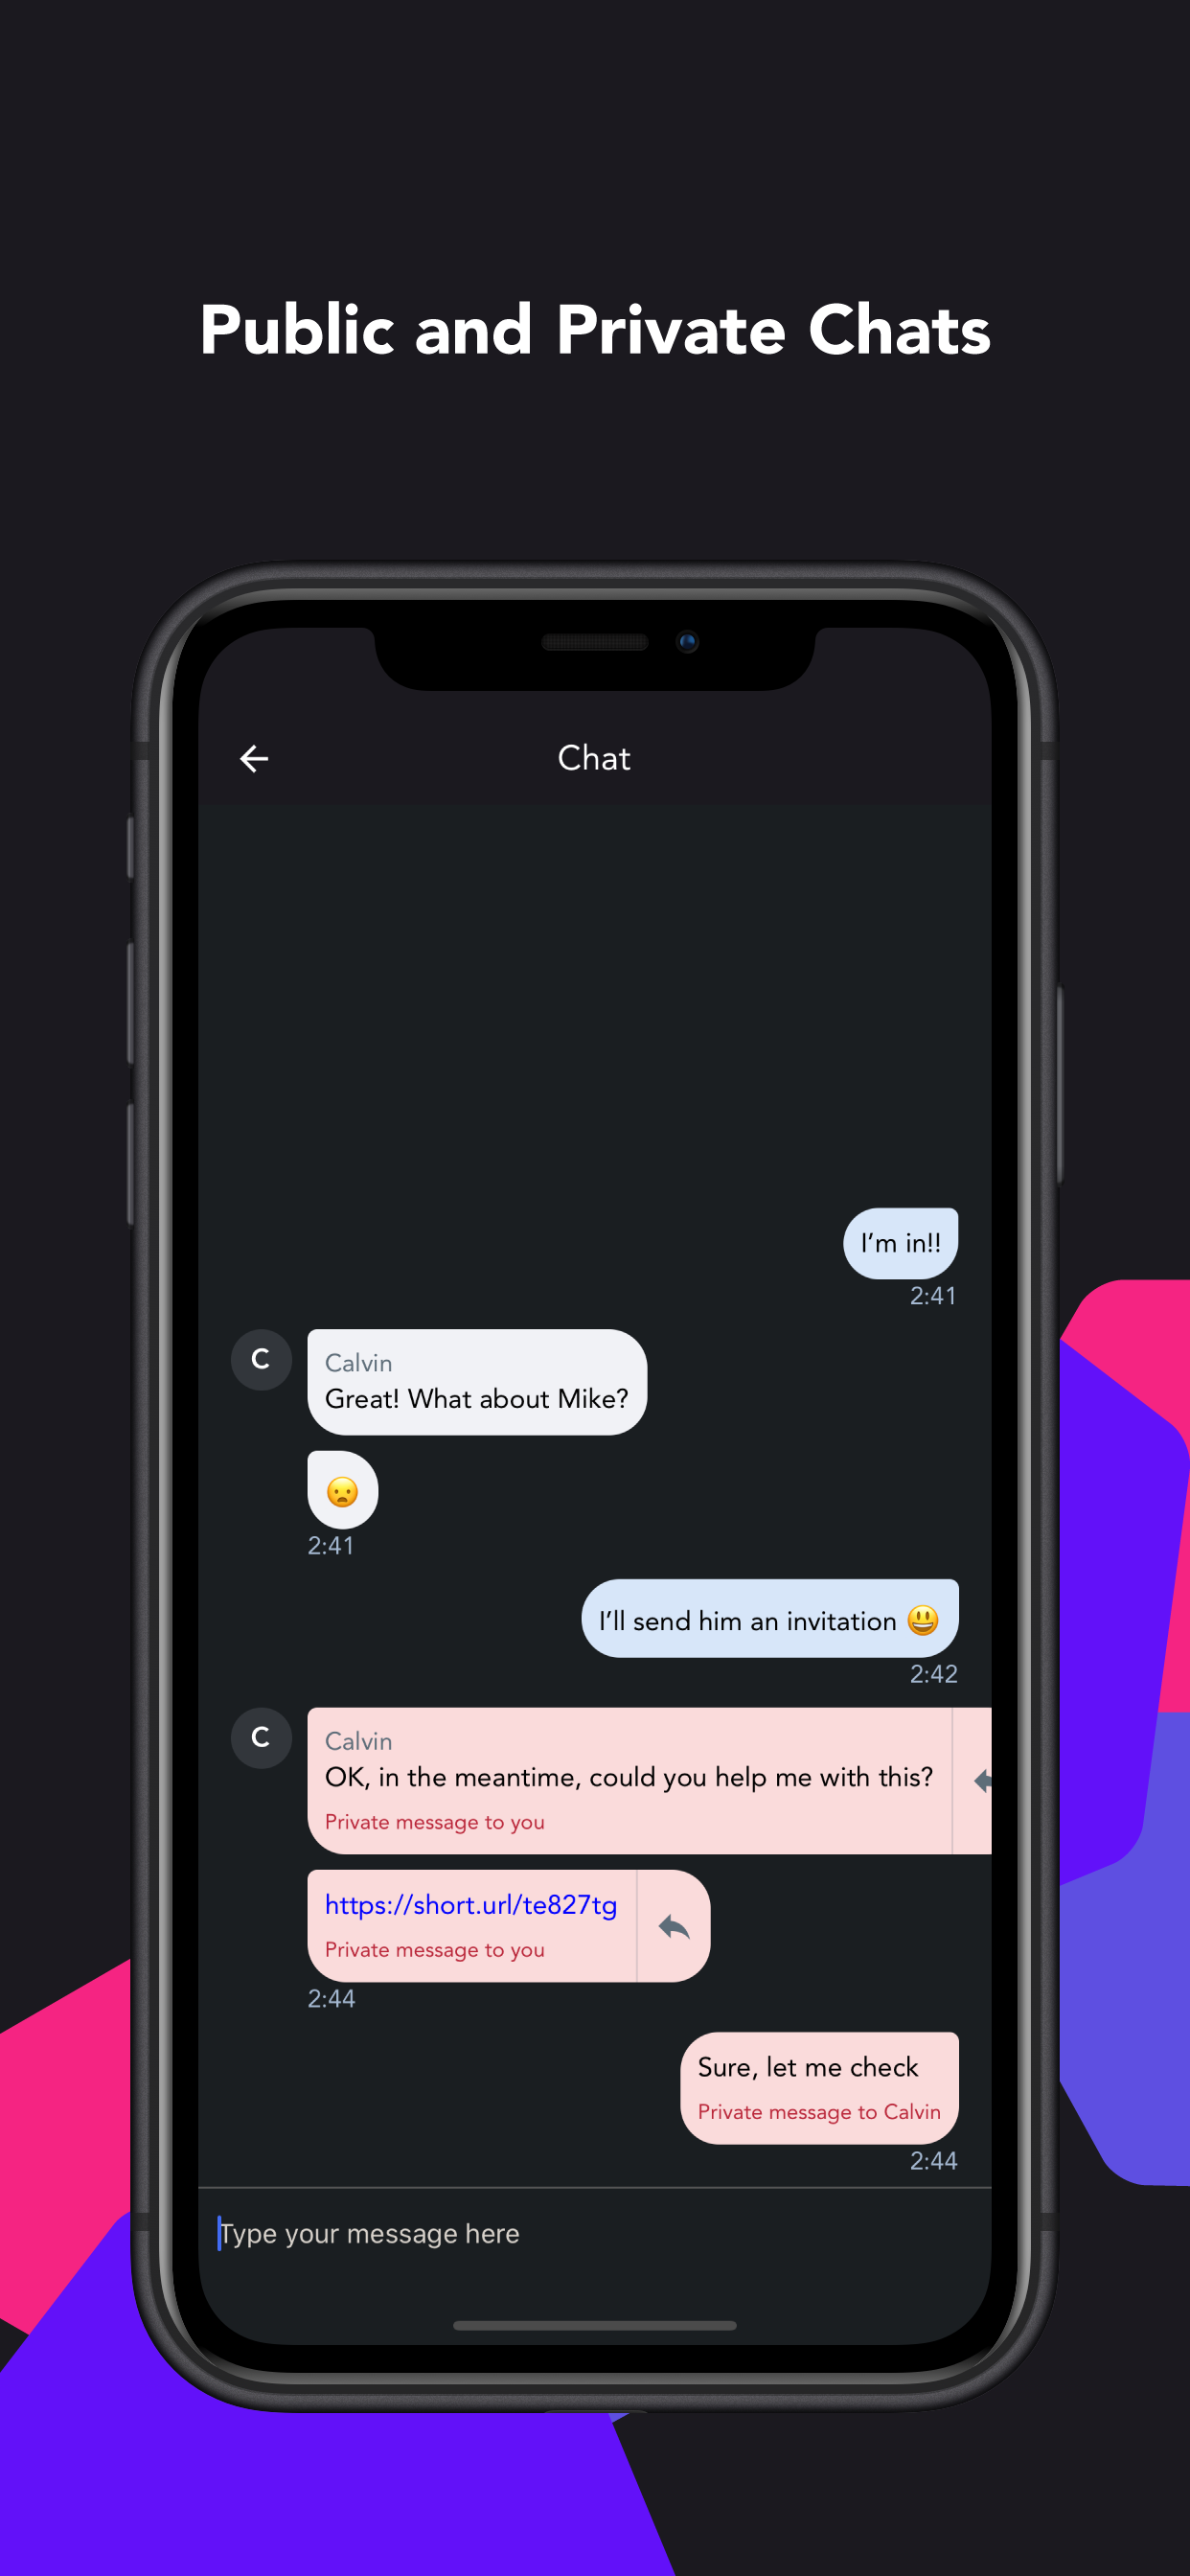 Public and Private Chats
Chat
I’m in!!
2:41
C
Calvin
Great! What about Mike?
😦
2:41
I’ll send him an invitation 😃
2:42
C
Calvin
OK, in the meantime, could you help me with this?
Private message to you
https://short.url/te827tg
Private message to you
2:44
Sure, let me check
Private message to Calvin
2:44
Type your message here